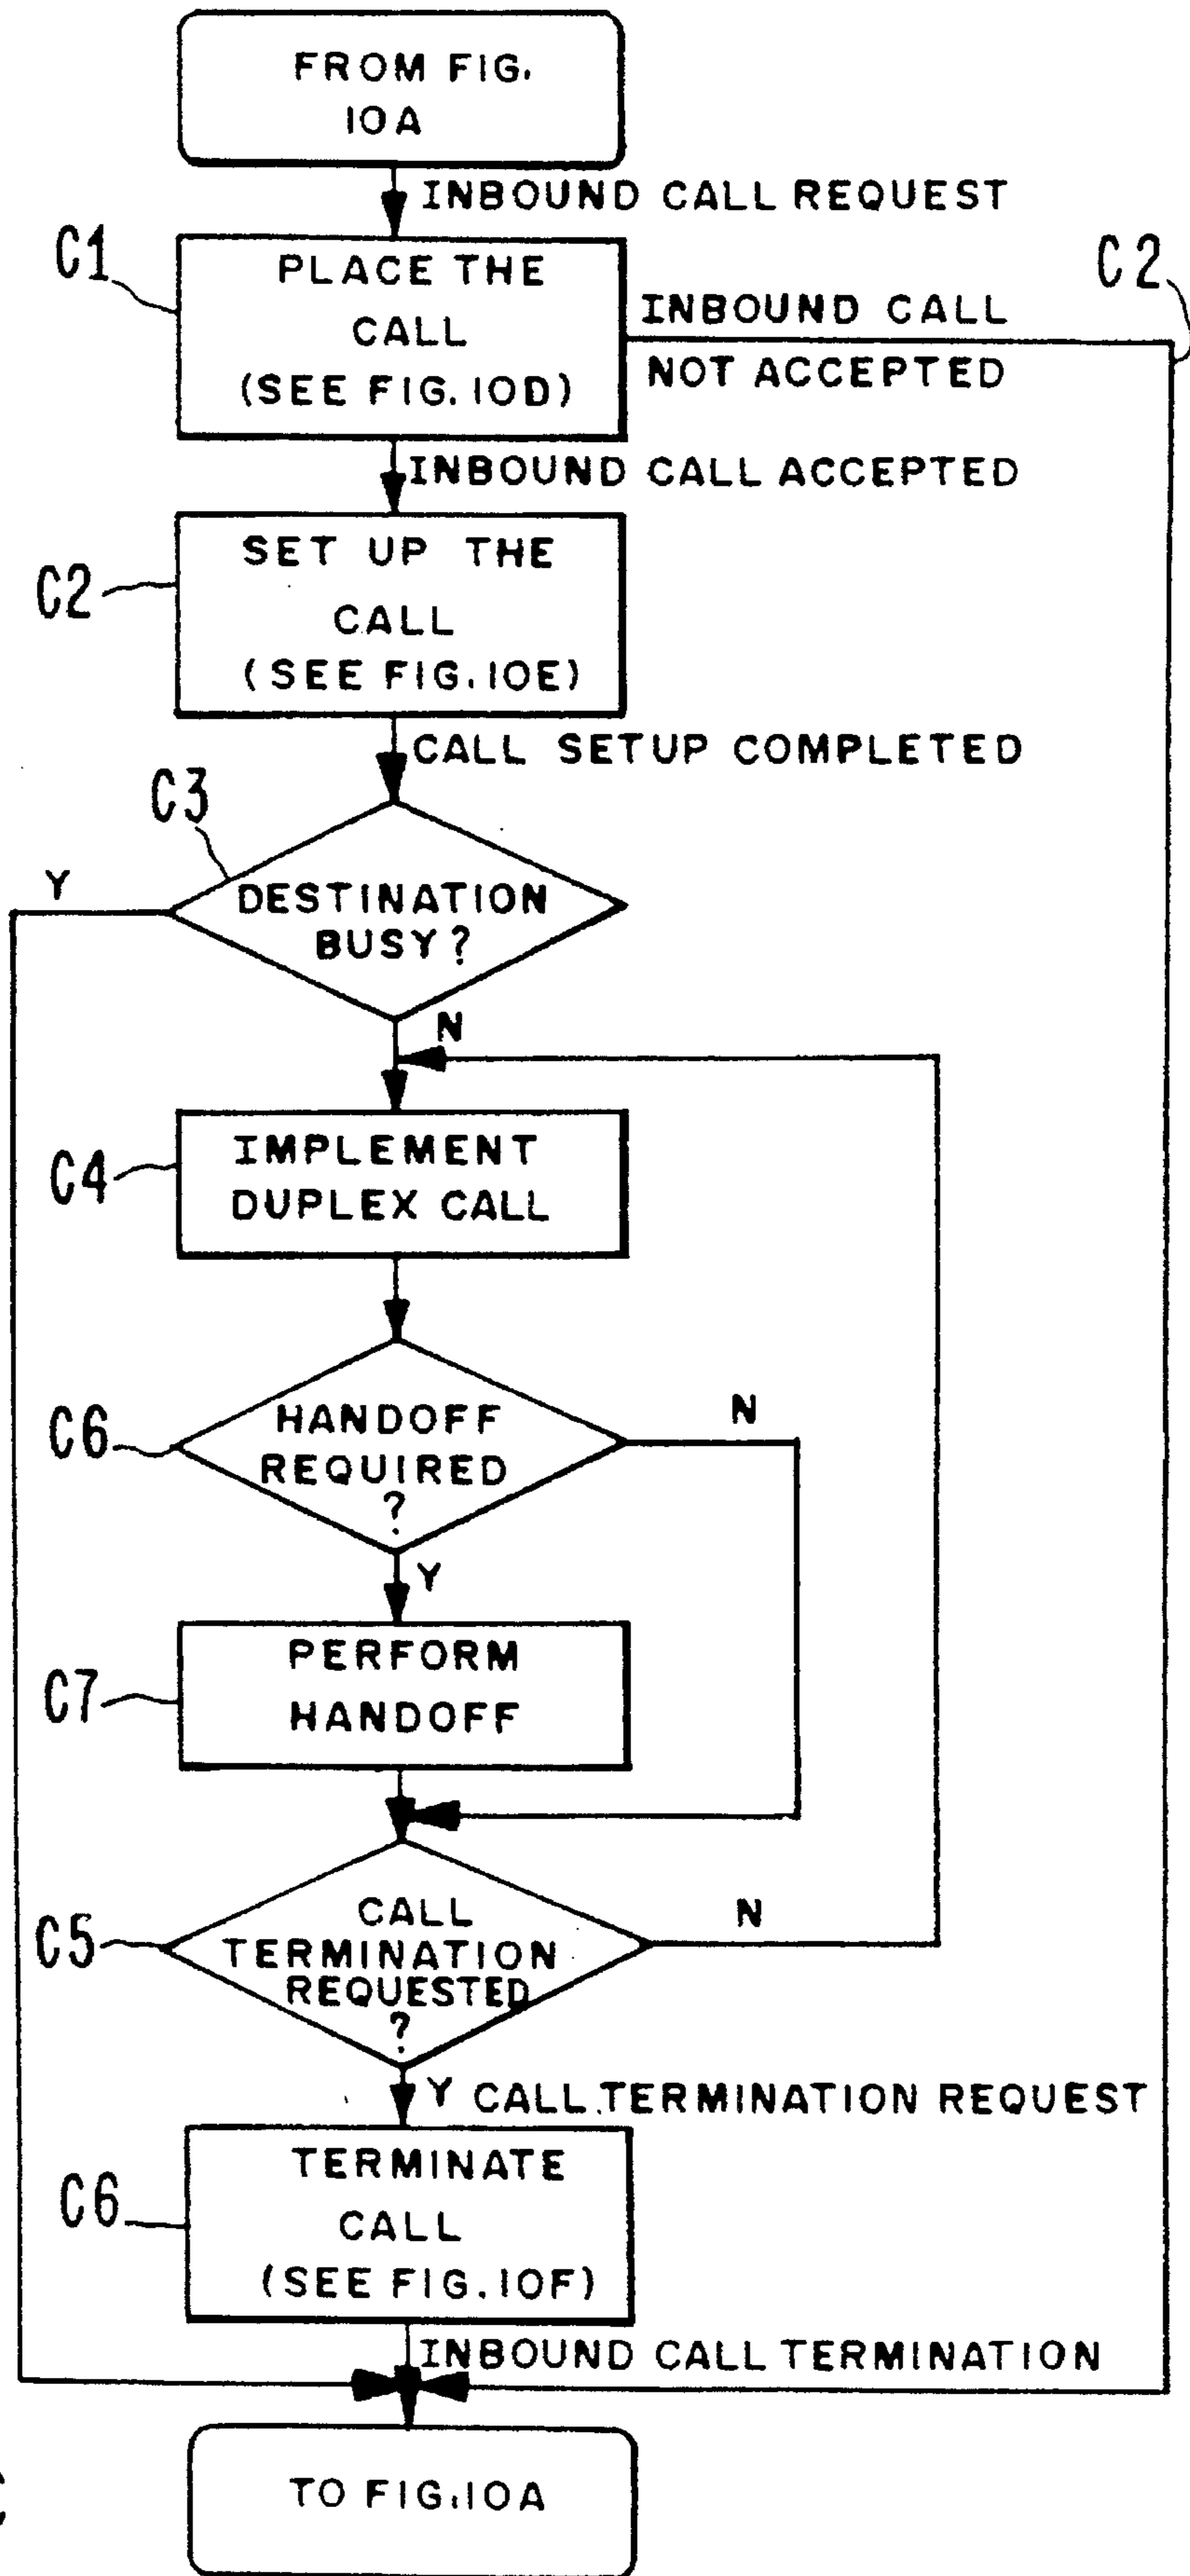 FROM FIG.
10A
INBOUND CALL REQUEST
C1
PLACE THE
CALL
(SEE FIG. 10D)
C2
INBOUND CALL
NOT ACCEPTED
INBOUND CALL ACCEPTED
C2
SET UP THE
CALL
(SEE FIG. 10E)
CALL SETUP COMPLETED
C3
Y
DESTINATION
BUSY?
N
C4
IMPLEMENT
DUPLEX CALL
C6
HANDOFF
REQUIRED
?
N
Y
C7
PERFORM
HANDOFF
C5
CALL
TERMINATION
REQUESTED
?
N
Y CALL TERMINATION REQUEST
C6
TERMINATE
CALL
(SEE FIG. 10F)
INBOUND CALL TERMINATION
TO FIG. 10A